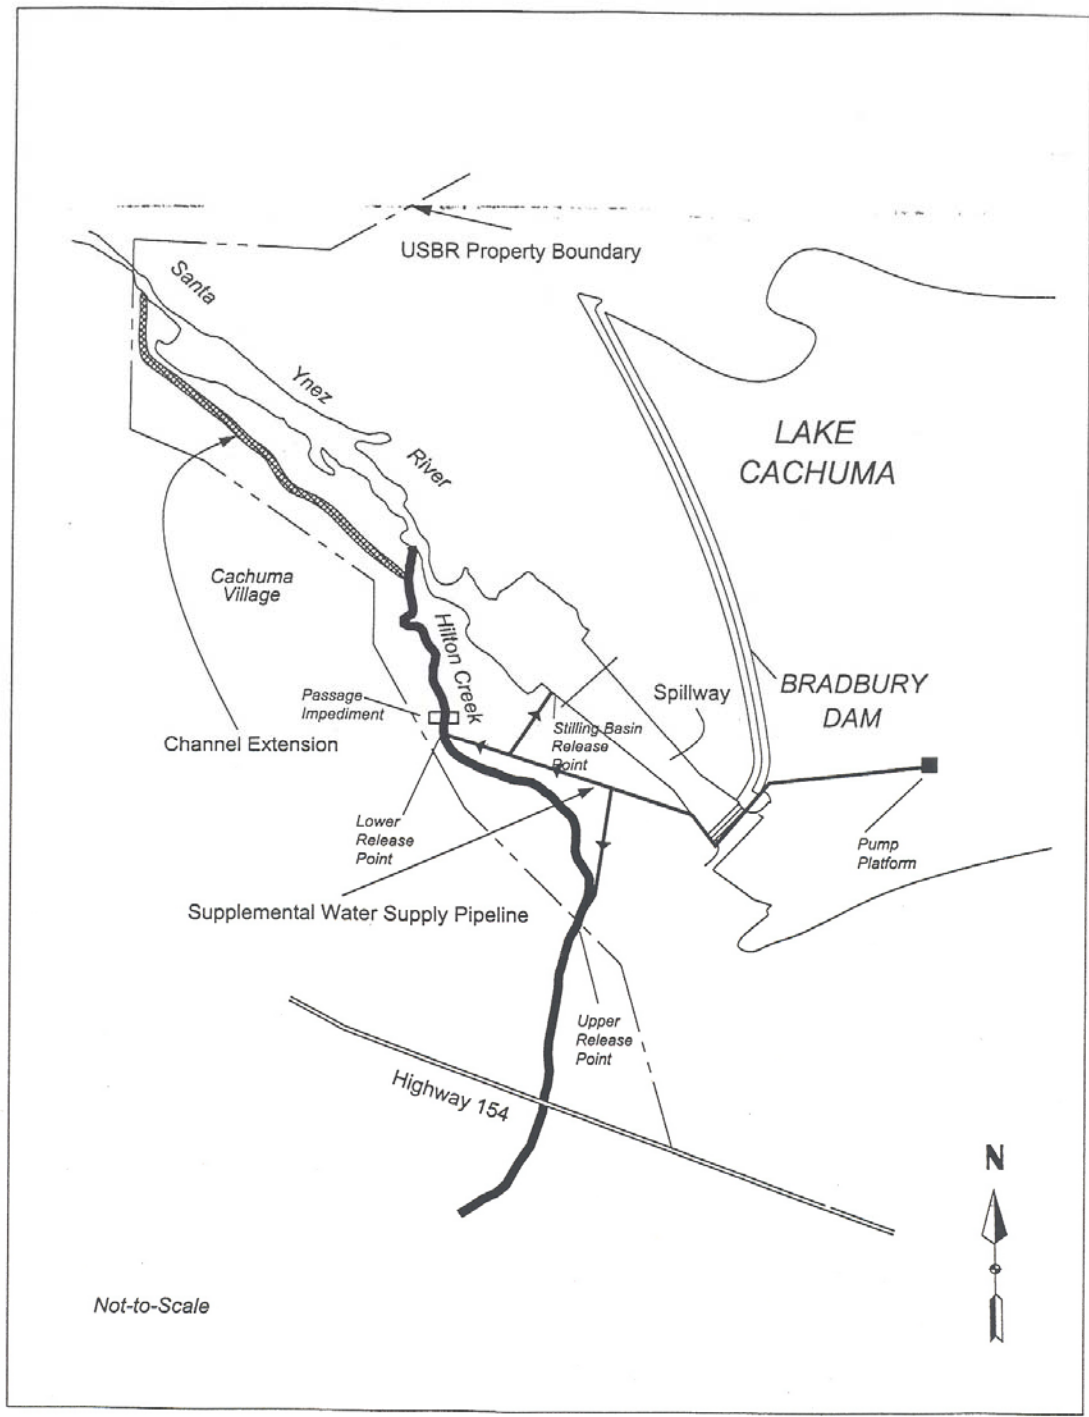 USBR Property Boundary
Santa
Ynez
River
LAKE
CACHUMA
Cachuma
Village
Hilton Creek
Passage
Impediment
Channel Extension
Stilling Basin
Release
Point
Spillway
BRADBURY
DAM
Lower
Release
Point
Pump
Platform
Supplemental Water Supply Pipeline
Upper
Release
Point
Highway 154
N
Not-to-Scale